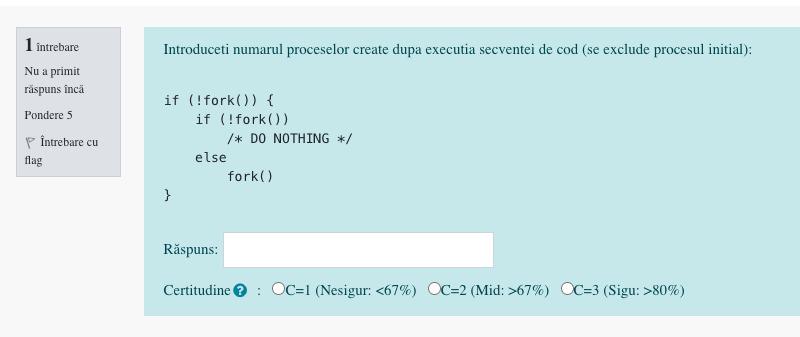 1 întrebare
Nu a primit
răspuns încă
Pondere 5
Întrebare cu
flag
Introduceti numarul proceselor create dupa executia secventei de cod (se exclude procesul initial):
if (!fork()) {
    if (!fork())
        /* DO NOTHING */
    else
        fork()
}
Răspuns:
Certitudine ? : C=1 (Nesigur: <67%) C=2 (Mid: >67%) C=3 (Sigu: >80%)